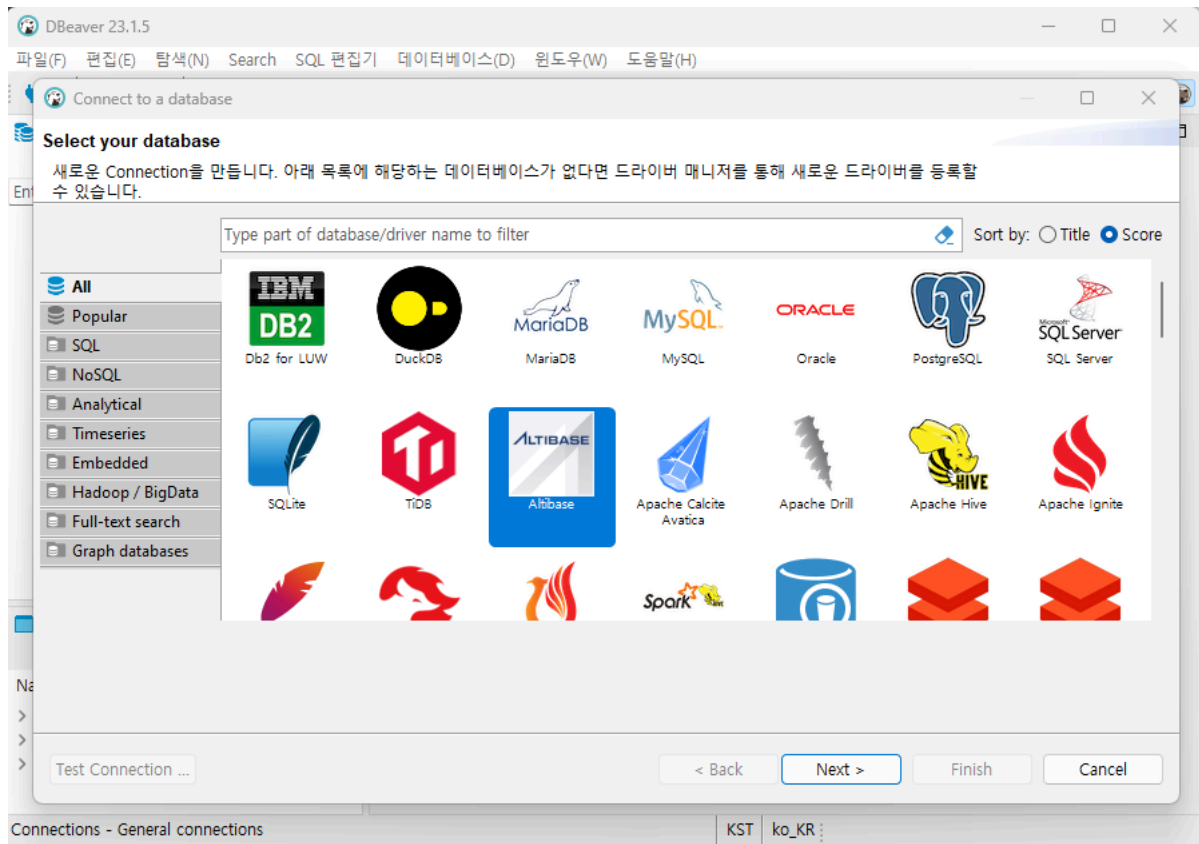 DBeaver 23.1.5
파일(F) 편집(E) 탐색(N) Search SQL 편집기 데이터베이스(D) 윈도우(W) 도움말(H)
Connect to a database
Select your database
새로운 Connection을 만듭니다. 아래 목록에 해당하는 데이터베이스가 없다면 드라이버 매니저를 통해 새로운 드라이버를 등록할
수 있습니다.
Ent
Type part of database/driver name to filter
Sort by: Title Score
All
Popular
SQL
NoSQL
Analytical
Timeseries
Embedded
Hadoop / BigData
Full-text search
Graph databases
IBM
DB2
MariaDB
MySQL
ORACLE
Microsoft
SQL Server
Db2 for LUW DuckDB MariaDB MySQL Oracle PostgreSQL SQL Server
ALTIBASE
HIVE
SQLite TiDB Altibase Apache Calcite Avatica Apache Drill Apache Hive Apache Ignite
Spark
Na
Test Connection ...
< Back Next > Finish Cancel
Connections - General connections KST ko_KR